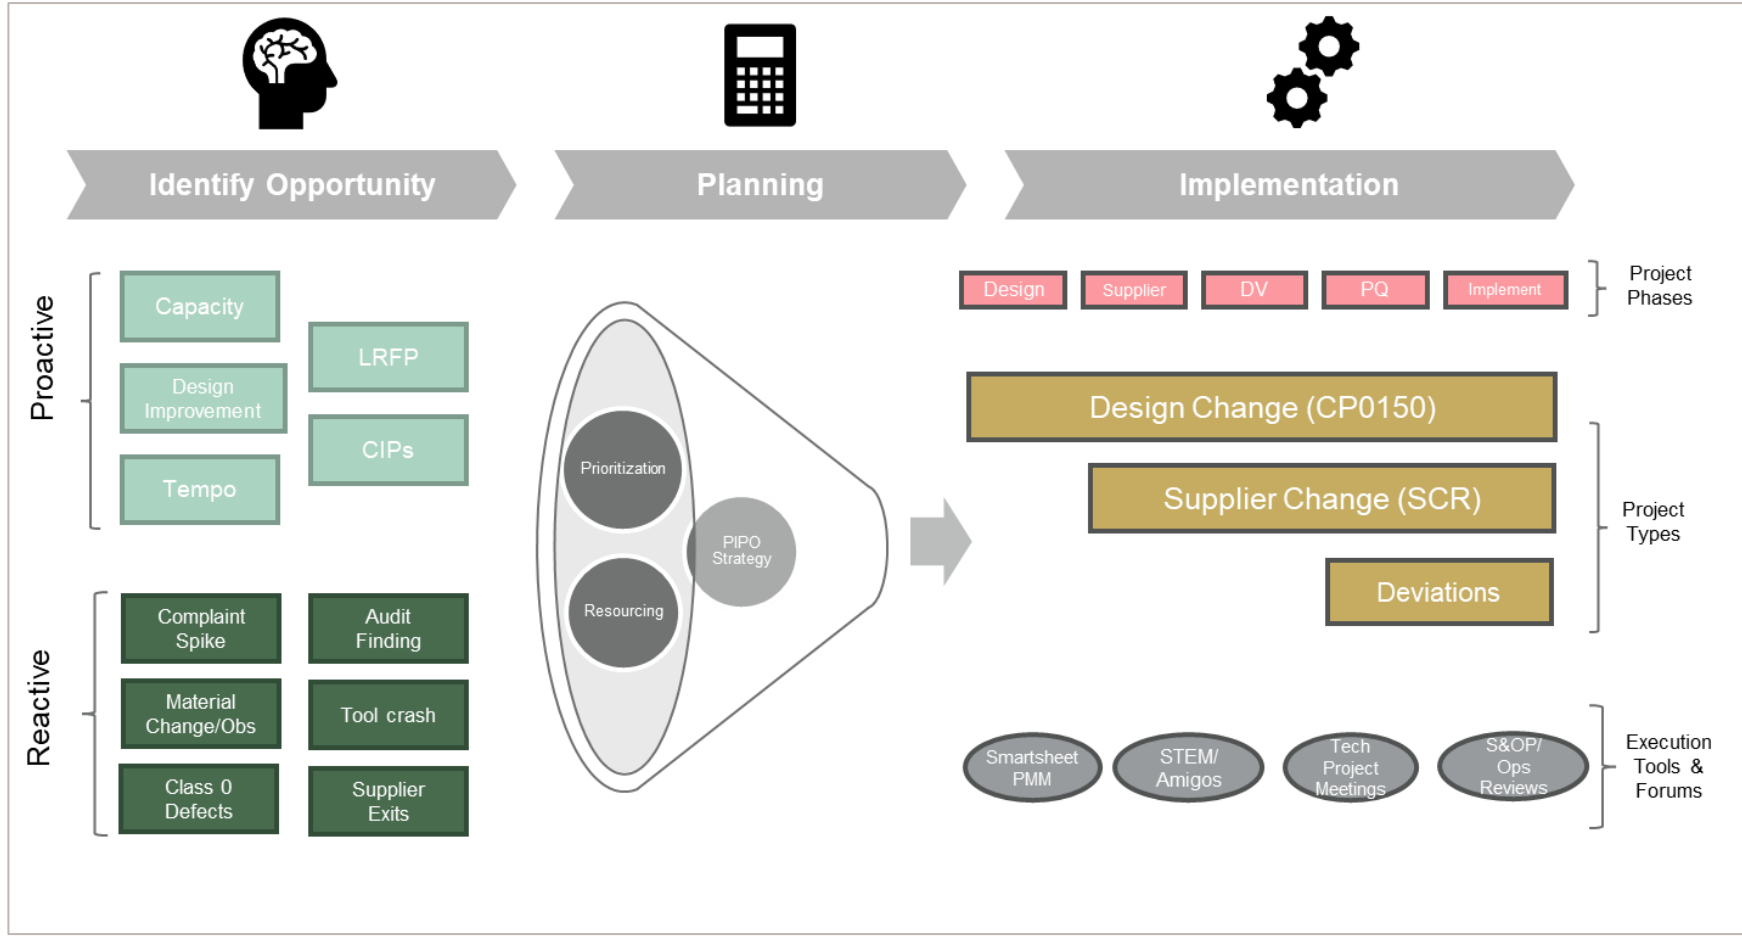 Identify Opportunity
Planning
Implementation
Proactive
Capacity
Design
Improvement
Tempo
LRFP
CIPs
Reactive
Complaint
Spike
Material
Change/Obs
Class 0
Defects
Audit
Finding
Tool crash
Supplier
Exits
Prioritization
Resourcing
PIPO
Strategy
Design
Supplier
DV
PQ
Implement
Project
Phases
Design Change (CP0150)
Supplier Change (SCR)
Deviations
Project
Types
Smartsheet
PMM
STEM/
Amigos
Tech
Project
Meetings
S&OP/
Ops
Reviews
Execution
Tools &
Forums